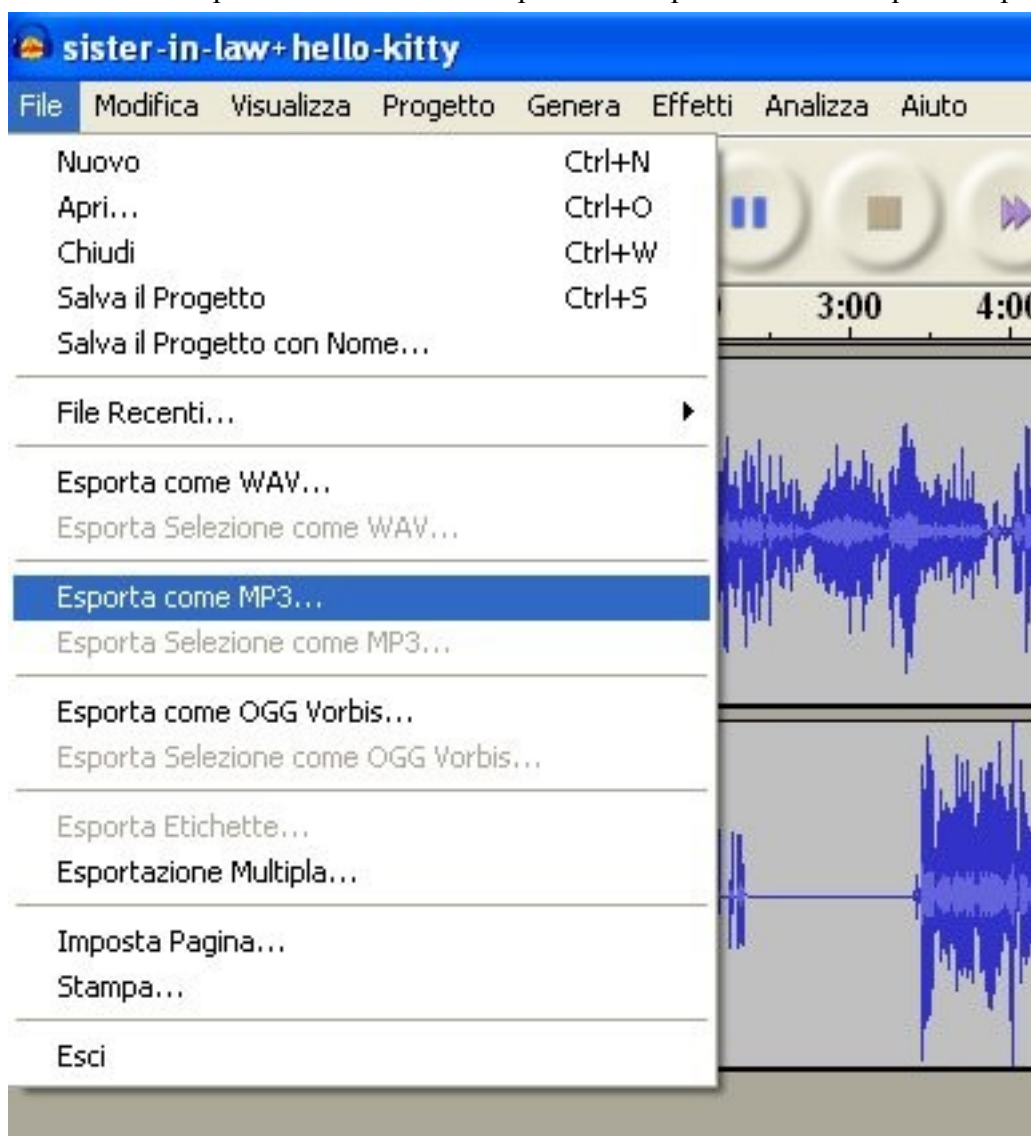 sister-in-law+hello-kitty
File Modifica Visualizza Progetto Genera Effetti Analizza Aiuto
Nuovo Ctrl+N
Apri... Ctrl+O
Chiudi Ctrl+W
Salva il Progetto Ctrl+S
Salva il Progetto con Nome...
3:00 4:00
File Recenti...
Esporta come WAV...
Esporta Selezione come WAV...
Esporta come MP3...
Esporta Selezione come MP3...
Esporta come OGG Vorbis...
Esporta Selezione come OGG Vorbis...
Esporta Etichette...
Esportazione Multipla...
Imposta Pagina...
Stampa...
Esci